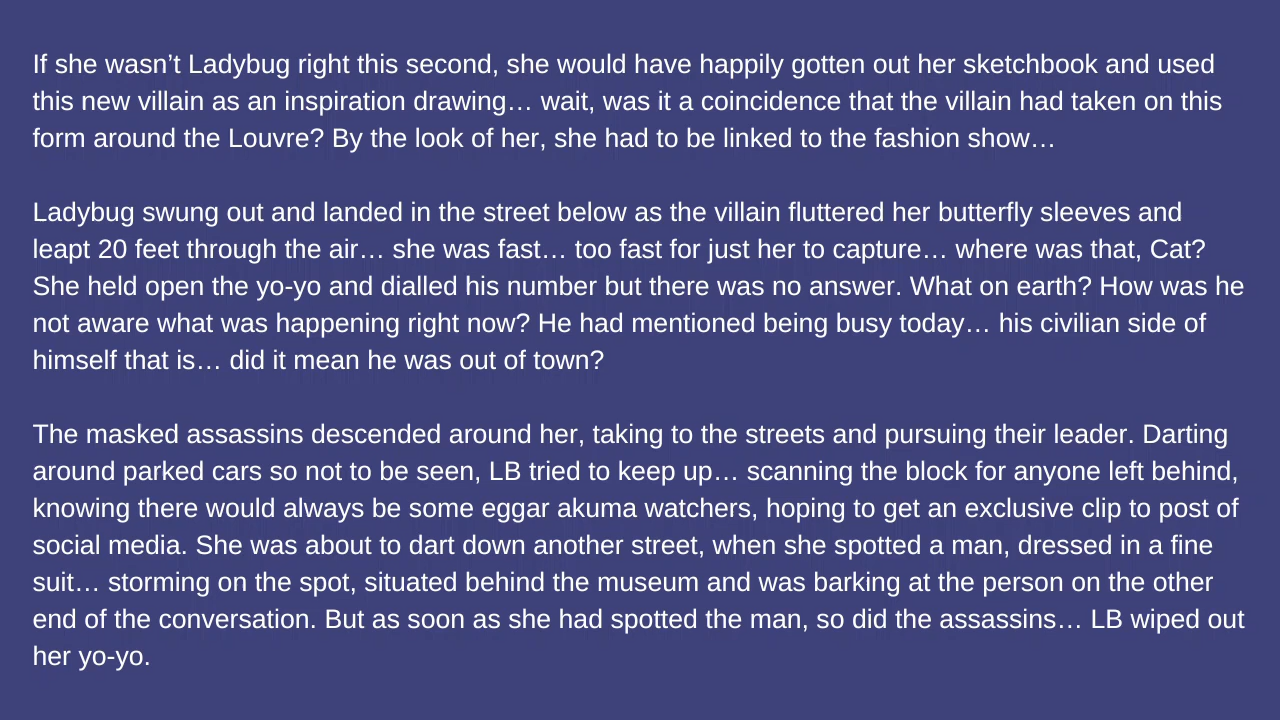 If she wasn’t Ladybug right this second, she would have happily gotten out her sketchbook and used
this new villain as an inspiration drawing… wait, was it a coincidence that the villain had taken on this
form around the Louvre? By the look of her, she had to be linked to the fashion show…
Ladybug swung out and landed in the street below as the villain fluttered her butterfly sleeves and
leapt 20 feet through the air… she was fast… too fast for just her to capture… where was that, Cat?
She held open the yo-yo and dialled his number but there was no answer. What on earth? How was he
not aware what was happening right now? He had mentioned being busy today… his civilian side of
himself that is… did it mean he was out of town?
The masked assassins descended around her, taking to the streets and pursuing their leader. Darting
around parked cars so not to be seen, LB tried to keep up… scanning the block for anyone left behind,
knowing there would always be some eggar akuma watchers, hoping to get an exclusive clip to post of
social media. She was about to dart down another street, when she spotted a man, dressed in a fine
suit… storming on the spot, situated behind the museum and was barking at the person on the other
end of the conversation. But as soon as she had spotted the man, so did the assassins… LB wiped out
her yo-yo.